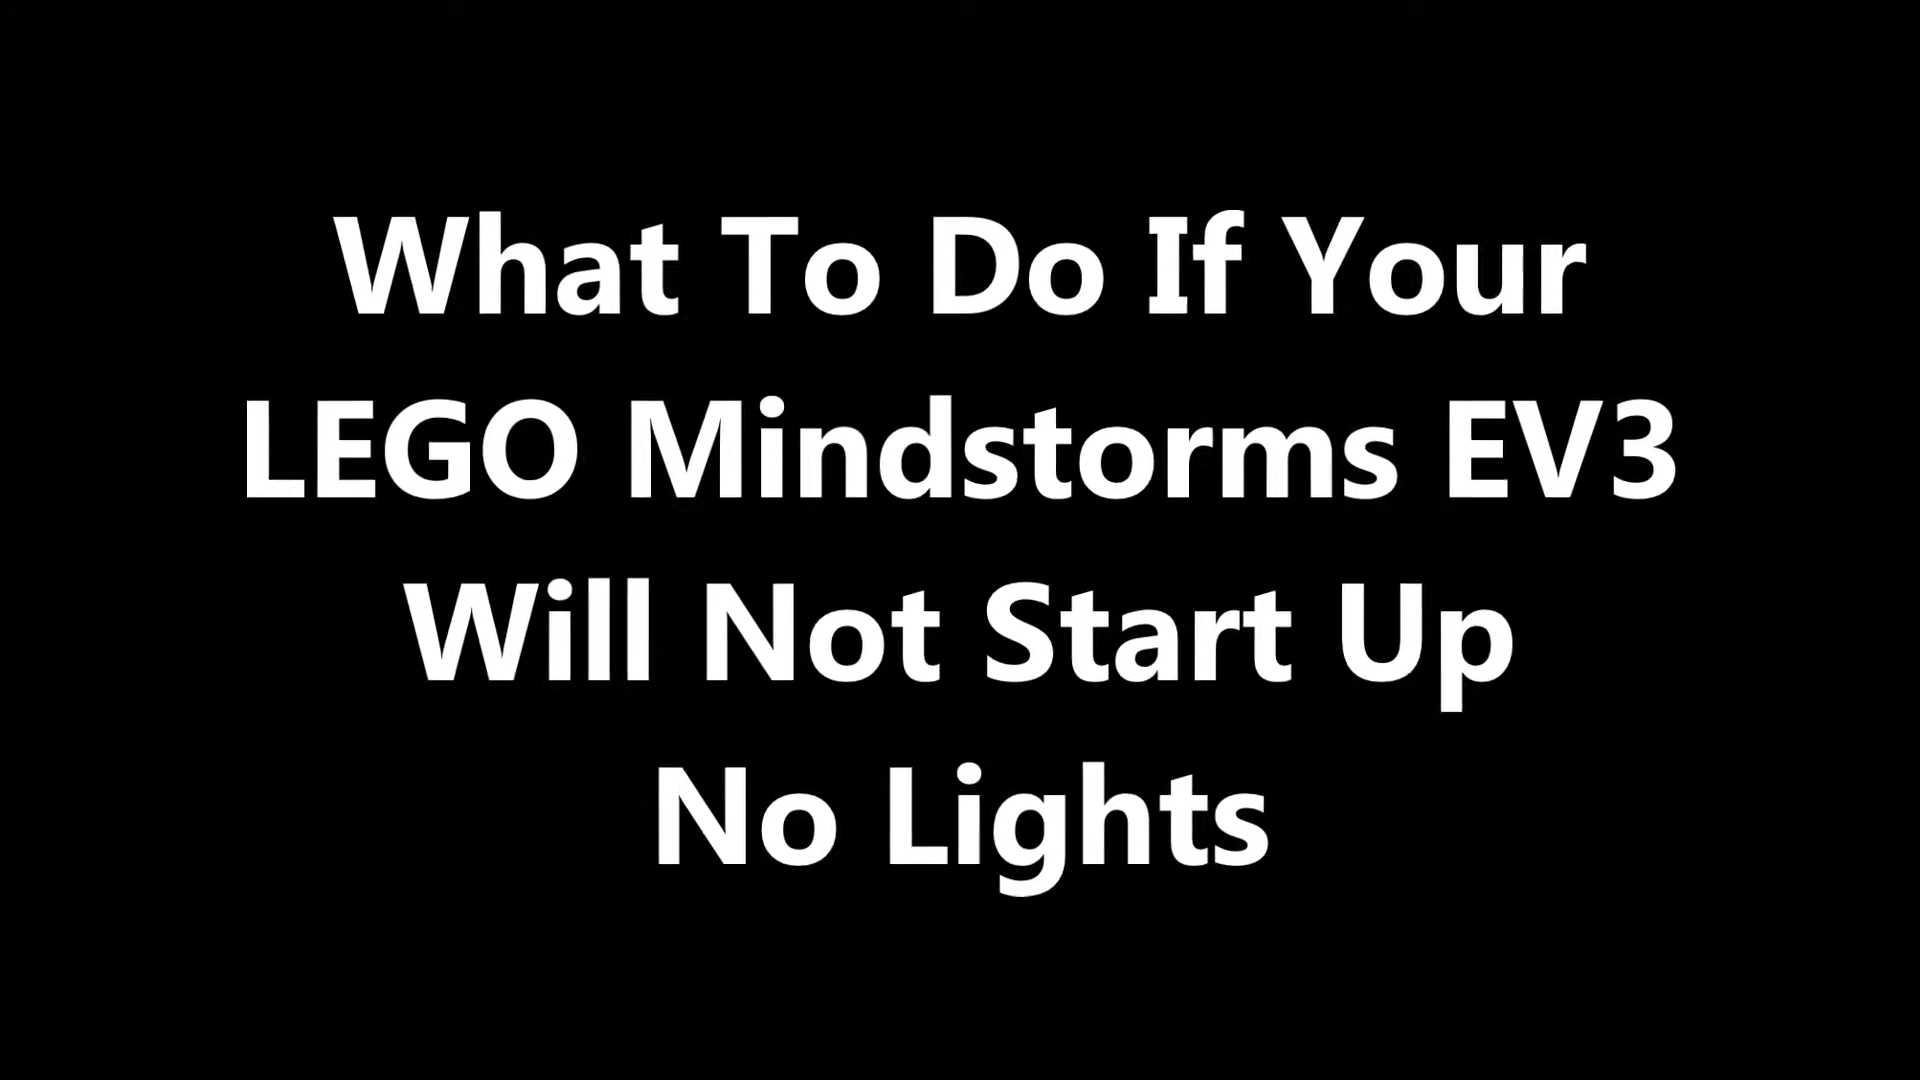 What To Do If Your
LEGO Mindstorms EV3
Will Not Start Up
No Lights